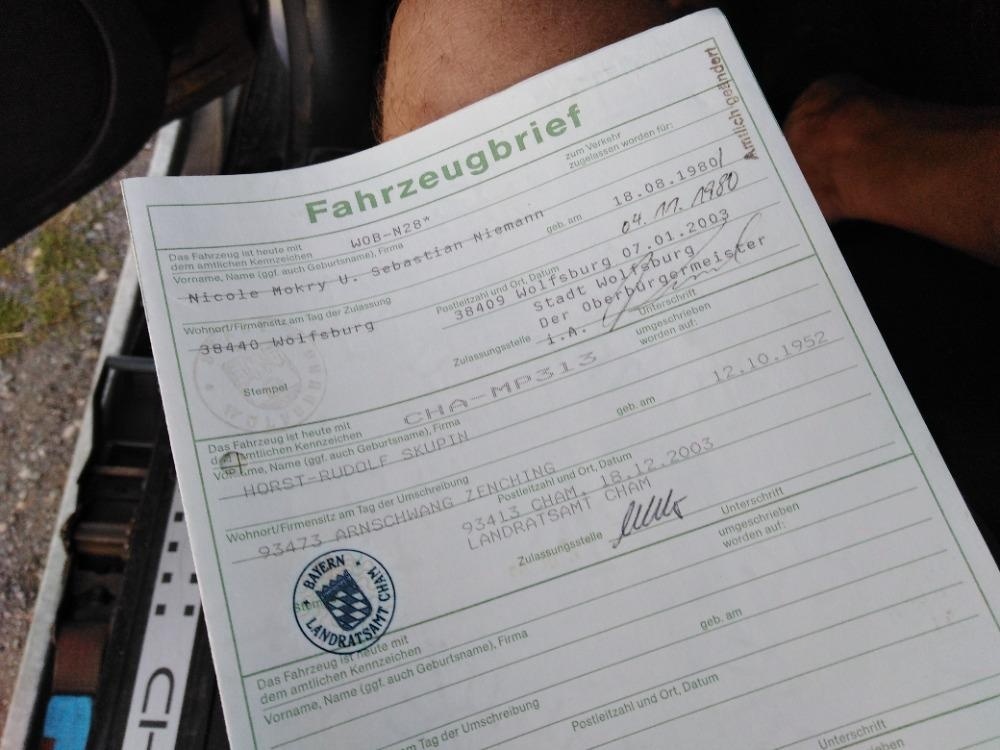 Fahrzeugbrief
Amtlich geändert
zum Verkehr
zugelassen worden für:
Das Fahrzeug ist heute mit
dem amtlichen Kennzeichen
WOB-N28*
Vorname, Name (ggf. auch Geburtsname), Firma
geb. am
18.08.1980/
Nicole Mokry U. Sebastian Niemann
04.11.1980
Wohnort/Firmensitz am Tag der Zulassung
Postleitzahl und Ort, Datum
38440 Wolfsburg
38409 Wolfsburg 07.01.2003
Stadt Wolfsburg
Der Oberbürgermeister
Stempel
Zulassungsstelle
i.A.
Unterschrift
umgeschrieben
worden auf:
Das Fahrzeug ist heute mit
dem amtlichen Kennzeichen
CHA-MP313
Vorname, Name (ggf. auch Geburtsname), Firma
geb. am
12.10.1952
HORST-RUDOLF SKUPIN
Wohnort/Firmensitz am Tag der Umschreibung
Postleitzahl und Ort, Datum
93473 ARNSCHWANG ZENCHING
93413 CHAM, 18.12.2003
LANDRATSAMT CHAM
Stem
BAYERN
LANDRATSAMT CHAM
Zulassungsstelle
Unterschrift
umgeschrieben
worden auf:
Das Fahrzeug ist heute mit
dem amtlichen Kennzeichen
Vorname, Name (ggf. auch Geburtsname), Firma
geb. am
am Tag der Umschreibung
Postleitzahl und Ort, Datum
Unterschrift
umgeschrieben